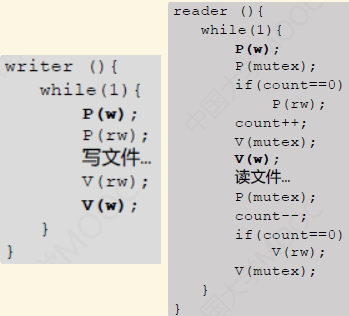 writer (){
while(1){
P(w);
P(rw);
写文件…
V(rw);
V(w);
}
}
reader (){
while(1){
P(w);
P(mutex);
if(count==0)
P(rw);
count++;
V(mutex);
V(w);
读文件…
P(mutex);
count--;
if(count==0)
V(rw);
V(mutex);
}
}